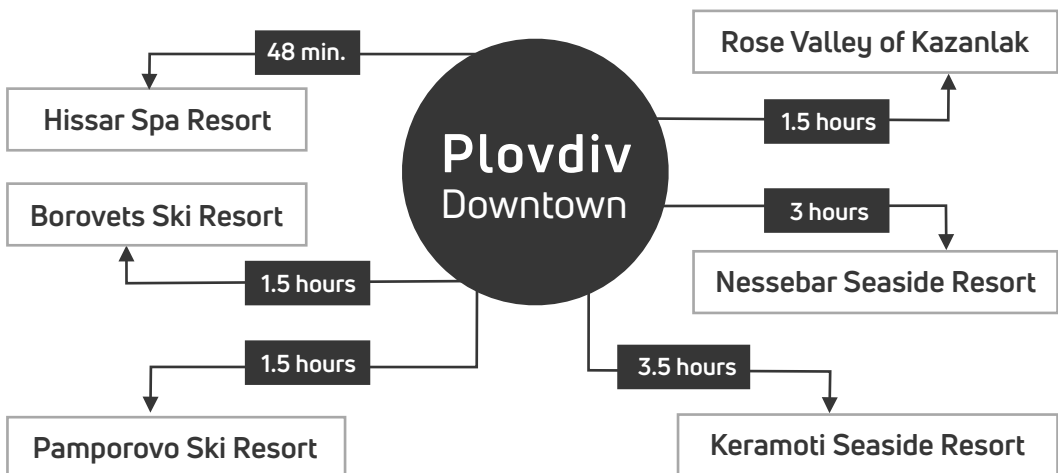 48 min.
Rose Valley of Kazanlak
Hissar Spa Resort
1.5 hours
Plovdiv
Downtown
Borovets Ski Resort
3 hours
1.5 hours
Nessebar Seaside Resort
1.5 hours
3.5 hours
Pamporovo Ski Resort
Keramoti Seaside Resort